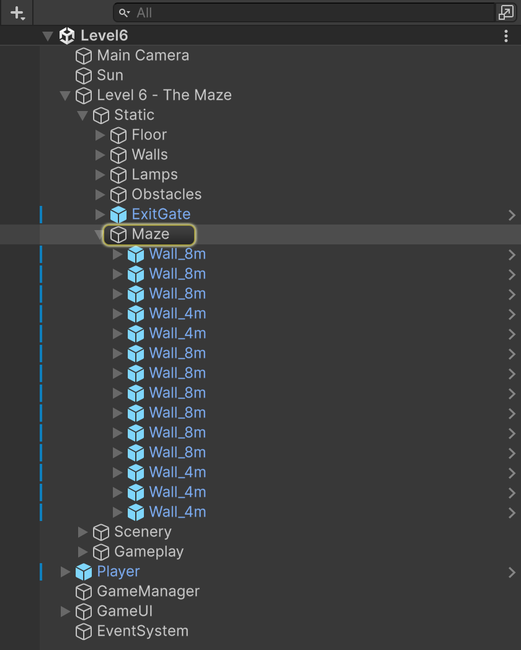 All
Level6
Main Camera
Sun
Level 6 - The Maze
Static
Floor
Walls
Lamps
Obstacles
ExitGate
Maze
Wall_8m
Wall_8m
Wall_8m
Wall_4m
Wall_4m
Wall_8m
Wall_8m
Wall_8m
Wall_8m
Wall_8m
Wall_8m
Wall_4m
Wall_4m
Wall_4m
Scenery
Gameplay
Player
GameManager
GameUI
EventSystem